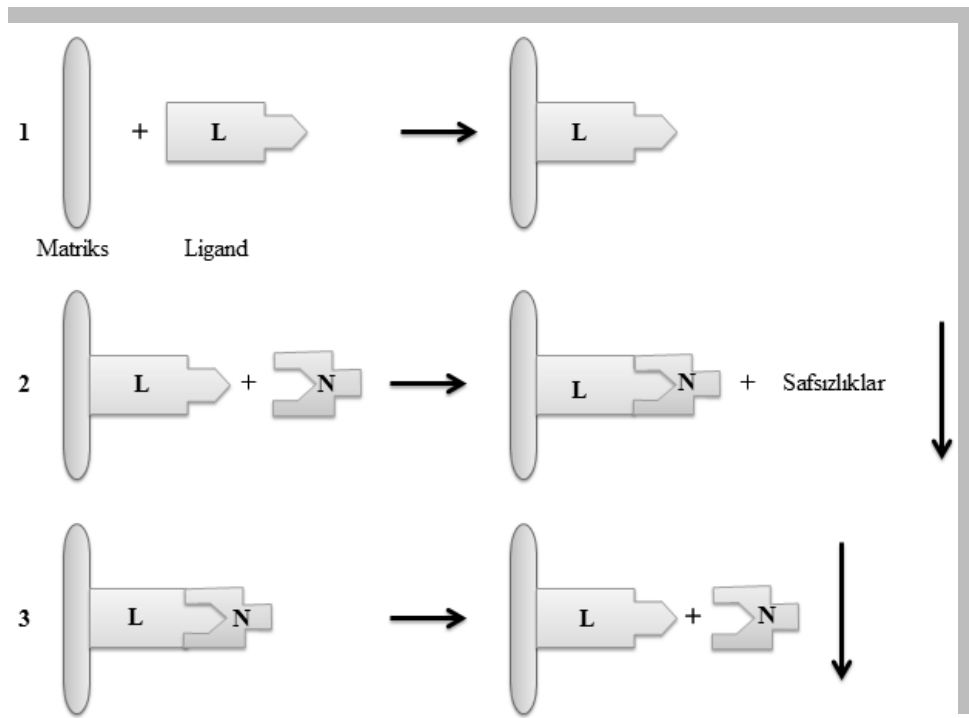 1 + L L
Matriks Ligand
2 L + N L N + Safsızlıklar
3 L N L + N